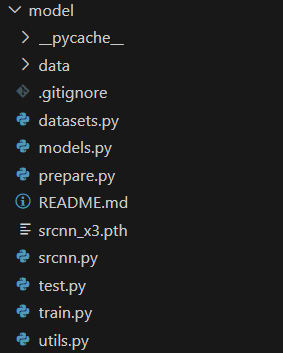 model
__pycache__
data
.gitignore
datasets.py
models.py
prepare.py
README.md
srcnn_x3.pth
srcnn.py
test.py
train.py
utils.py